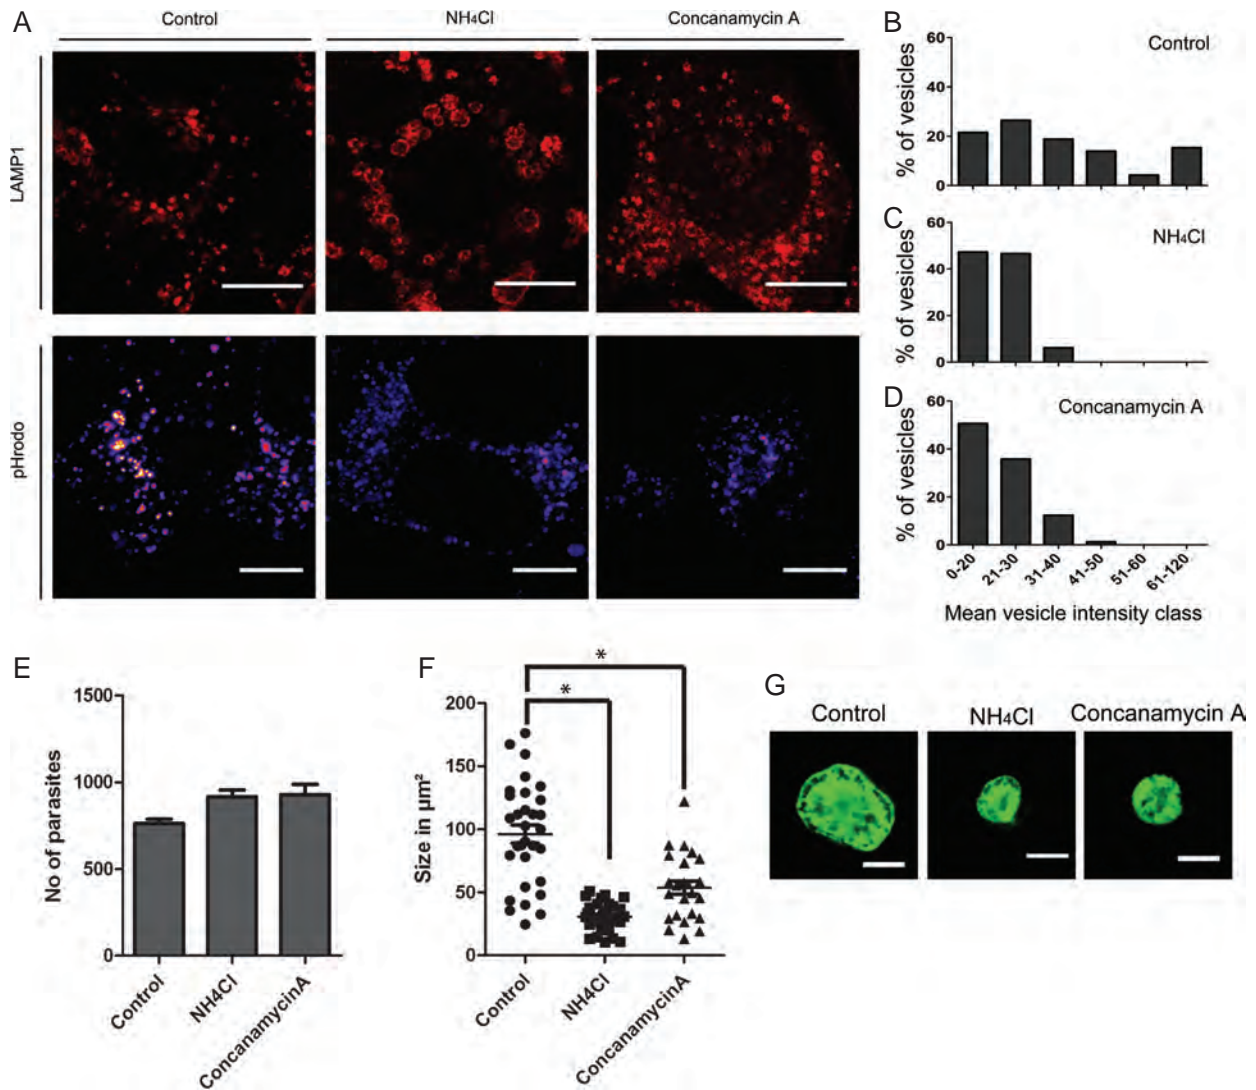 A
Control
NH₄Cl
Concanamycin A
LAMP1
pHrodo
B
Control
% of vesicles
60
40
20
0
C
NH₄Cl
% of vesicles
60
40
20
0
D
Concanamycin A
% of vesicles
60
40
20
0
0-20
21-30
31-40
41-50
51-60
61-120
Mean vesicle intensity class
E
No of parasites
1500
1000
500
0
Control
NH4Cl
ConcanamycinA
F
*
*
Size in µm²
200
150
100
50
0
Control
NH4Cl
ConcanamycinA
G
Control
NH₄Cl
Concanamycin A